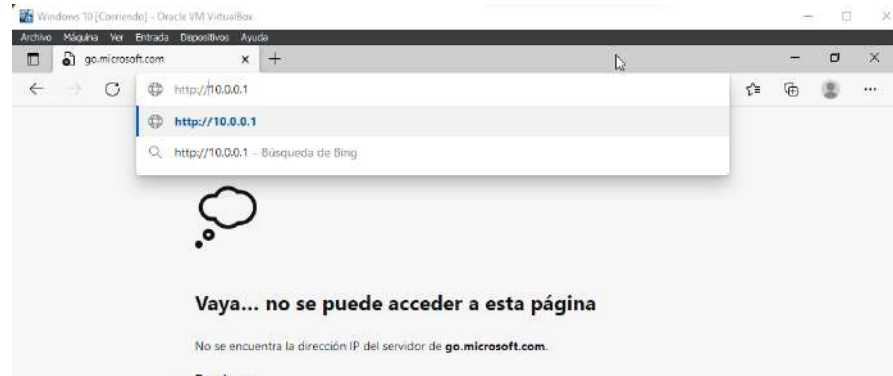 Windows 10 [Corriendo] - Oracle VM VirtualBox
Archivo Máquina Ver Entrada Dispositivos Ayuda
go.microsoft.com
http://10.0.0.1
http://10.0.0.1
http://10.0.0.1 - Búsqueda de Bing
Vaya... no se puede acceder a esta página
No se encuentra la dirección IP del servidor de go.microsoft.com.